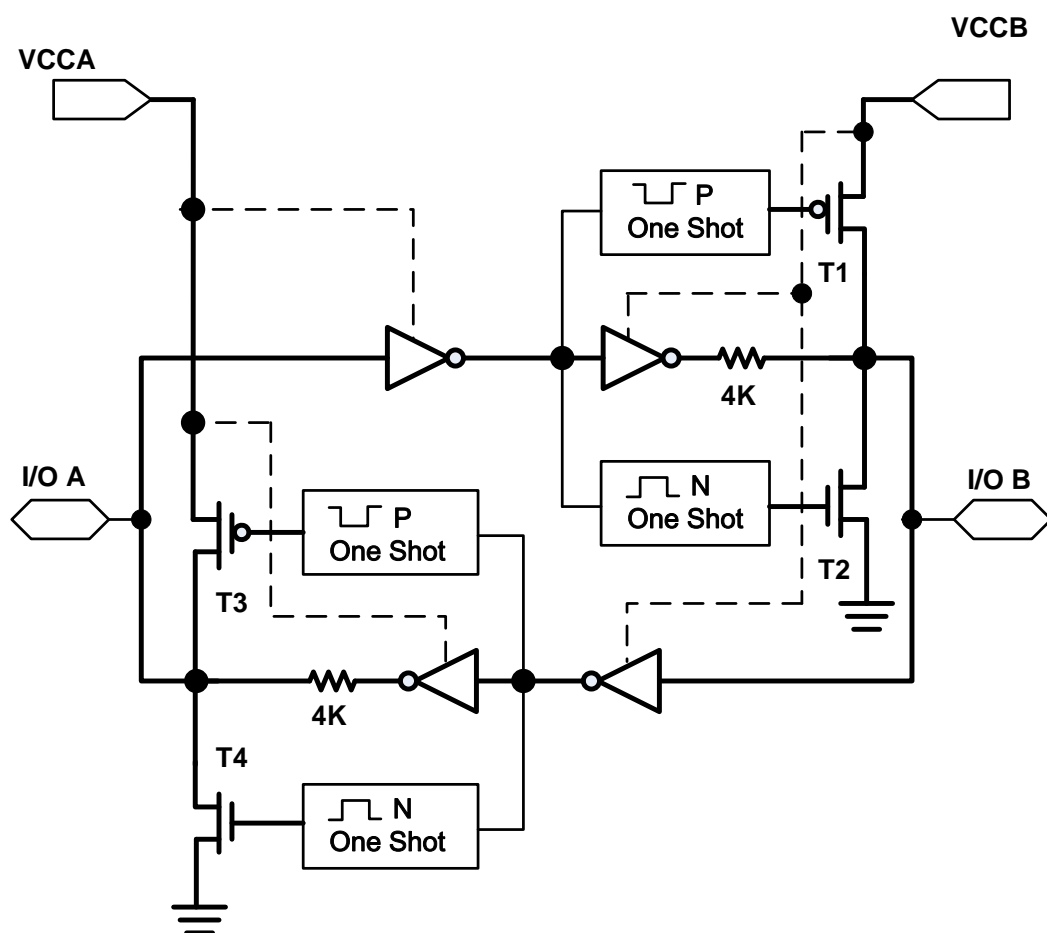 VCCB
VCCA
P
One Shot
T1
4K
I/O A
N
One Shot
I/O B
P
One Shot
T2
T3
4K
T4
N
One Shot